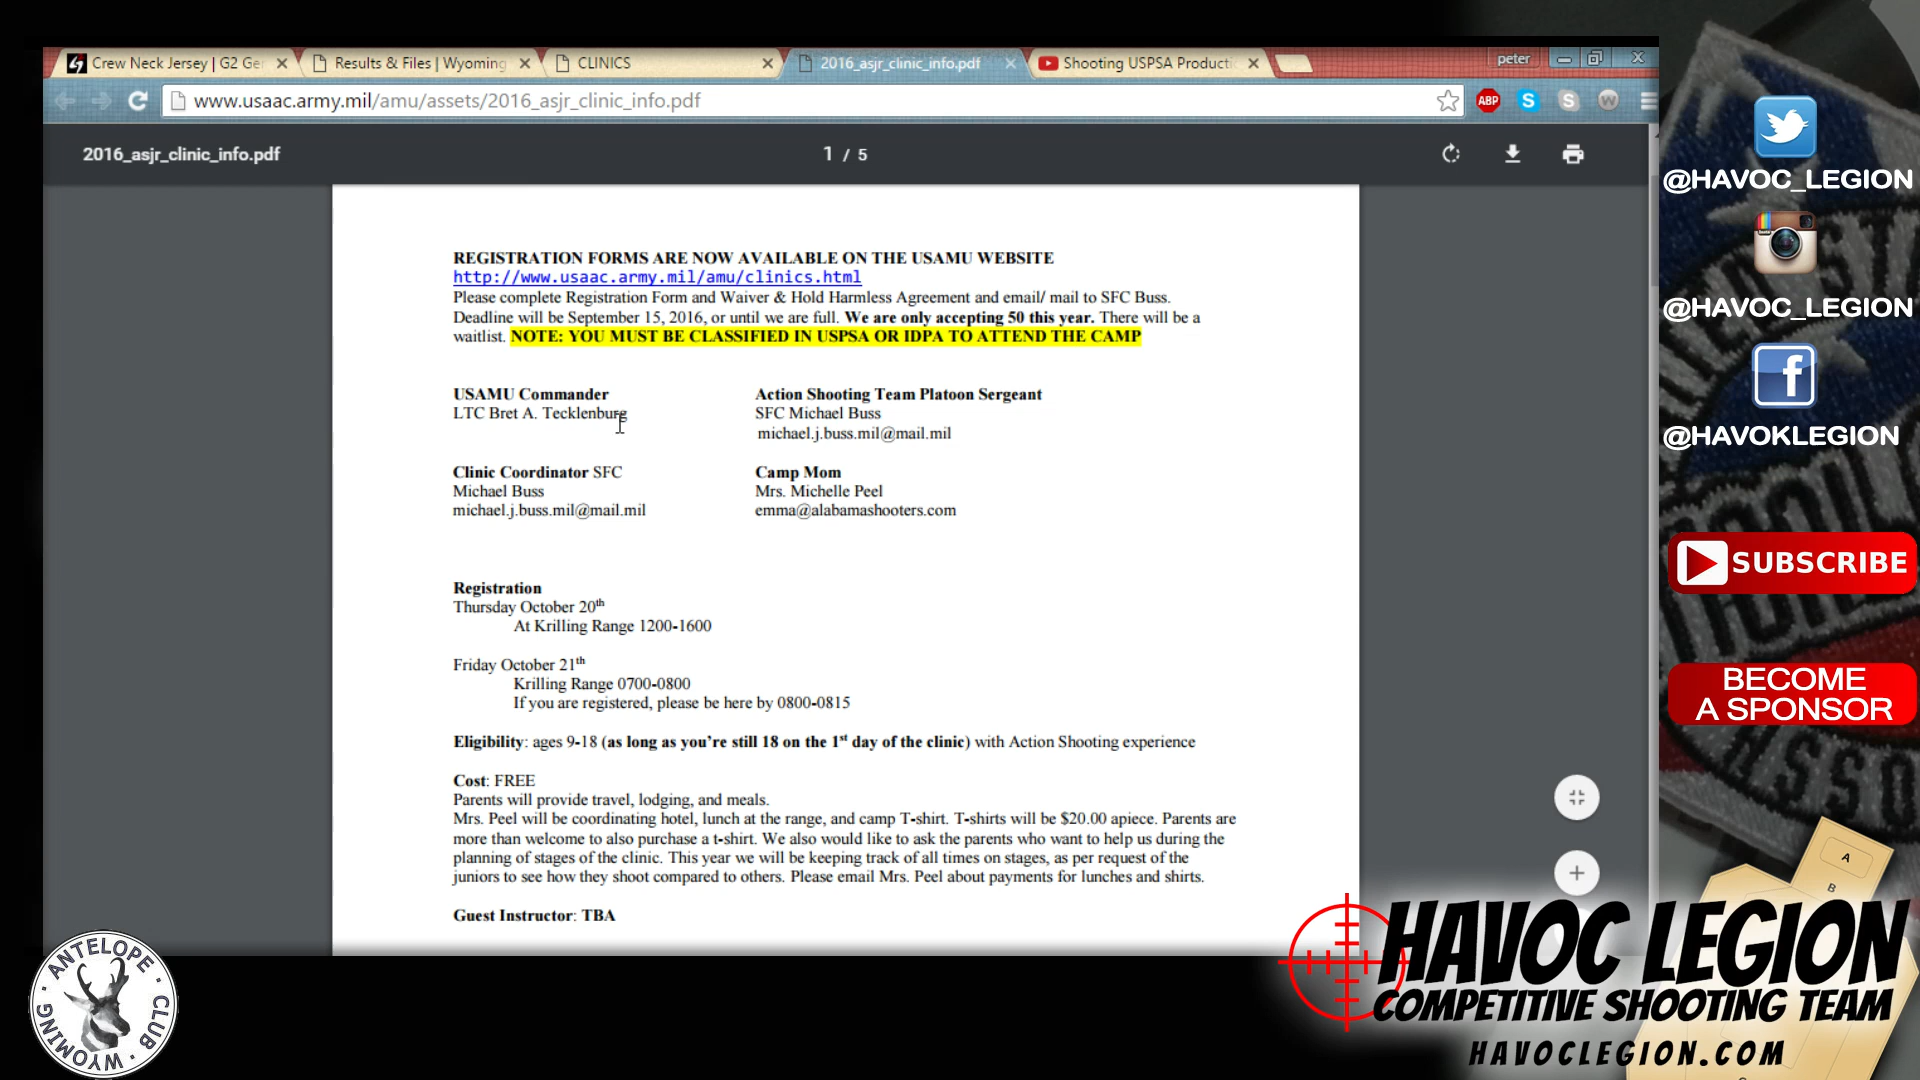 Crew Neck Jersey | G2 Ge
Results & Files | Wyoming
CLINICS
2016_asjr_clinic_info.pdf
Shooting USPSA Producti
peter
www.usaac.army.mil/amu/assets/2016_asjr_clinic_info.pdf
ABP
S
S
W
2016_asjr_clinic_info.pdf
1 / 5
REGISTRATION FORMS ARE NOW AVAILABLE ON THE USAMU WEBSITE
http://www.usaac.army.mil/amu/clinics.html
Please complete Registration Form and Waiver & Hold Harmless Agreement and email/ mail to SFC Buss.
Deadline will be September 15, 2016, or until we are full. We are only accepting 50 this year. There will be a
waitlist. NOTE: YOU MUST BE CLASSIFIED IN USPSA OR IDPA TO ATTEND THE CAMP
USAMU Commander
LTC Bret A. Tecklenburg
Action Shooting Team Platoon Sergeant
SFC Michael Buss
michael.j.buss.mil@mail.mil
Clinic Coordinator SFC
Michael Buss
michael.j.buss.mil@mail.mil
Camp Mom
Mrs. Michelle Peel
emma@alabamashooters.com
Registration
Thursday October 20th
At Krilling Range 1200-1600
Friday October 21th
Krilling Range 0700-0800
If you are registered, please be here by 0800-0815
Eligibility: ages 9-18 (as long as you're still 18 on the 1st day of the clinic) with Action Shooting experience
Cost: FREE
Parents will provide travel, lodging, and meals.
Mrs. Peel will be coordinating hotel, lunch at the range, and camp T-shirt. T-shirts will be $20.00 apiece. Parents are
more than welcome to also purchase a t-shirt. We also would like to ask the parents who want to help us during the
planning of stages of the clinic. This year we will be keeping track of all times on stages, as per request of the
juniors to see how they shoot compared to others. Please email Mrs. Peel about payments for lunches and shirts.
Guest Instructor: TBA
@HAVOC_LEGION
@HAVOC_LEGION
f
@HAVOKLEGION
SUBSCRIBE
BECOME
A SPONSOR
A
B
HAVOC LEGION
COMPETITIVE SHOOTING TEAM
HAVOCLEGION.COM
ANTELOPE CLUB WYOMING